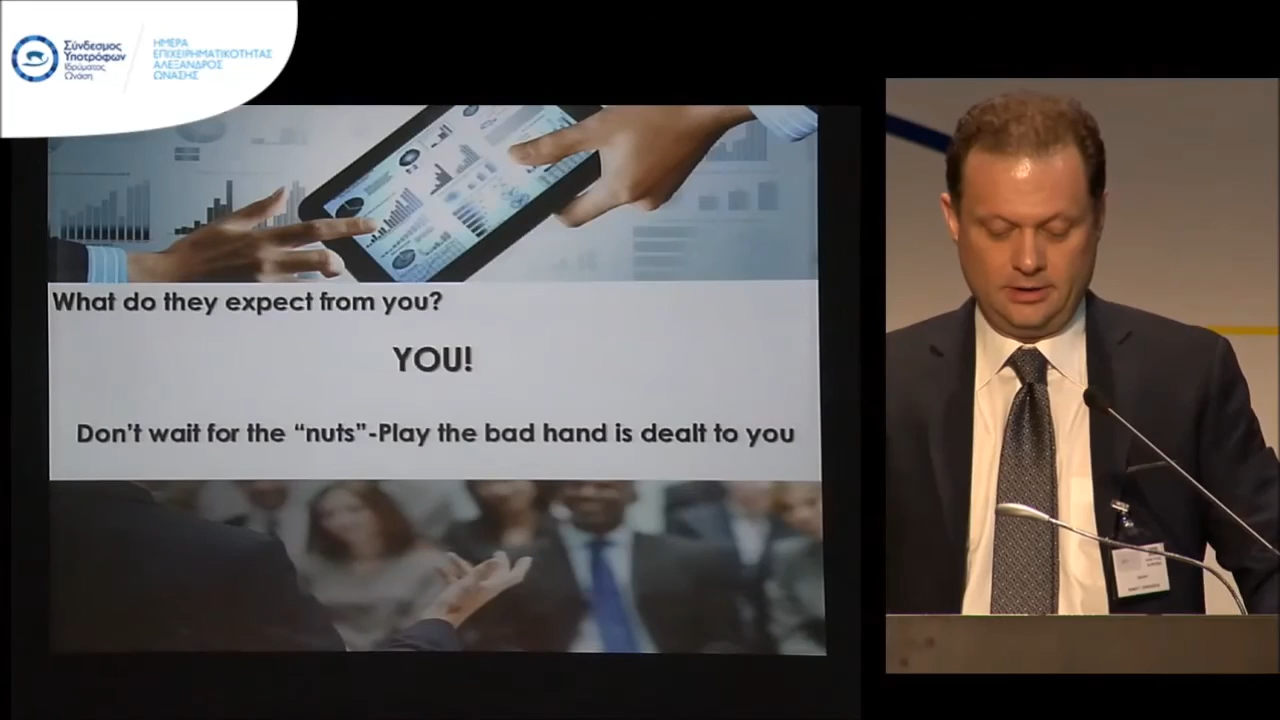 Σύνδεσμος
Υποτρόφων
Ιδρύματος
Ωνάση
ΗΜΕΡΑ
ΕΠΙΧΕΙΡΗΜΑΤΙΚΟΤΗΤΑΣ
ΑΛΕΞΑΝΔΡΟΣ
ΩΝΑΣΗΣ
What do they expect from you?
YOU!
Don't wait for the “nuts”-Play the bad hand is dealt to you